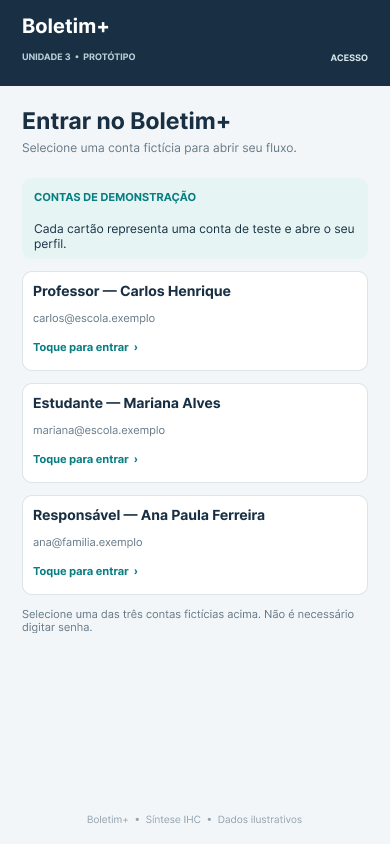 Boletim+
UNIDADE 3 • PROTÓTIPO
ACESSO
Entrar no Boletim+
Selecione uma conta fictícia para abrir seu fluxo.
CONTAS DE DEMONSTRAÇÃO
Cada cartão representa uma conta de teste e abre o seu
perfil.
Professor — Carlos Henrique
carlos@escola.exemplo
Toque para entrar ›
Estudante — Mariana Alves
mariana@escola.exemplo
Toque para entrar ›
Responsável — Ana Paula Ferreira
ana@familia.exemplo
Toque para entrar ›
Selecione uma das três contas fictícias acima. Não é necessário
digitar senha.
Boletim+ • Síntese IHC • Dados ilustrativos